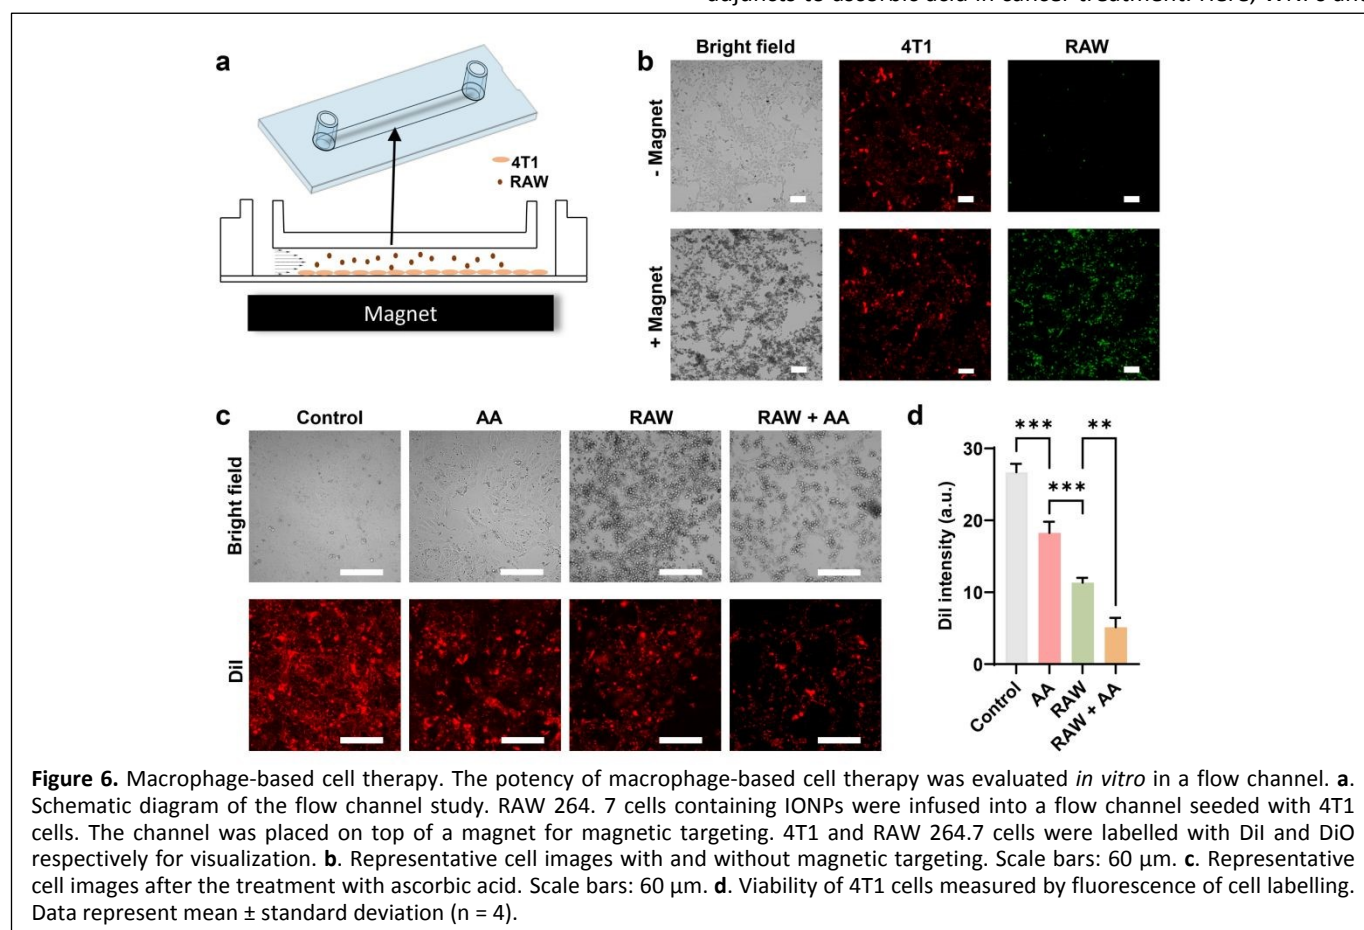 a
4T1
RAW
Magnet
b
Bright field 4T1 RAW
- Magnet
+ Magnet
c
Control AA RAW RAW + AA
Bright field
DiI
d
*** **
***
DiI intensity (a.u.)
30
20
10
0
Control
AA
RAW
RAW + AA
Figure 6. Macrophage-based cell therapy. The potency of macrophage-based cell therapy was evaluated in vitro in a flow channel. a.
Schematic diagram of the flow channel study. RAW 264. 7 cells containing IONPs were infused into a flow channel seeded with 4T1
cells. The channel was placed on top of a magnet for magnetic targeting. 4T1 and RAW 264.7 cells were labelled with DiI and DiO
respectively for visualization. b. Representative cell images with and without magnetic targeting. Scale bars: 60 µm. c. Representative
cell images after the treatment with ascorbic acid. Scale bars: 60 µm. d. Viability of 4T1 cells measured by fluorescence of cell labelling.
Data represent mean ± standard deviation (n = 4).